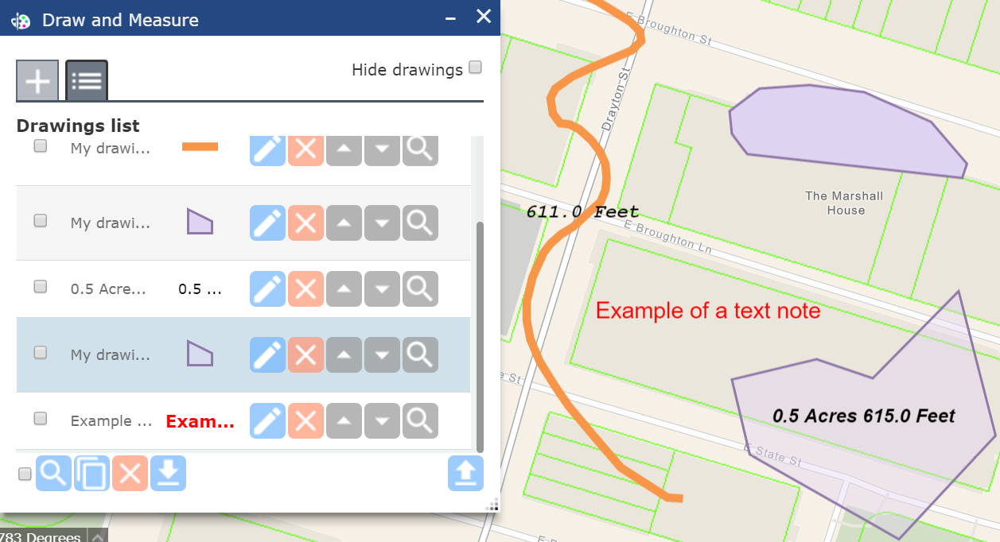 Draw and Measure
Hide drawings
Drawings list
My drawi...
My drawi...
0.5 Acre... 0.5 ...
My drawi...
Example ... Exam...
783 Degrees
E Broughton St
Drayton St
The Marshall
House
611.0 Feet
E Broughton Ln
Example of a text note
e St
0.5 Acres 615.0 Feet
E State St